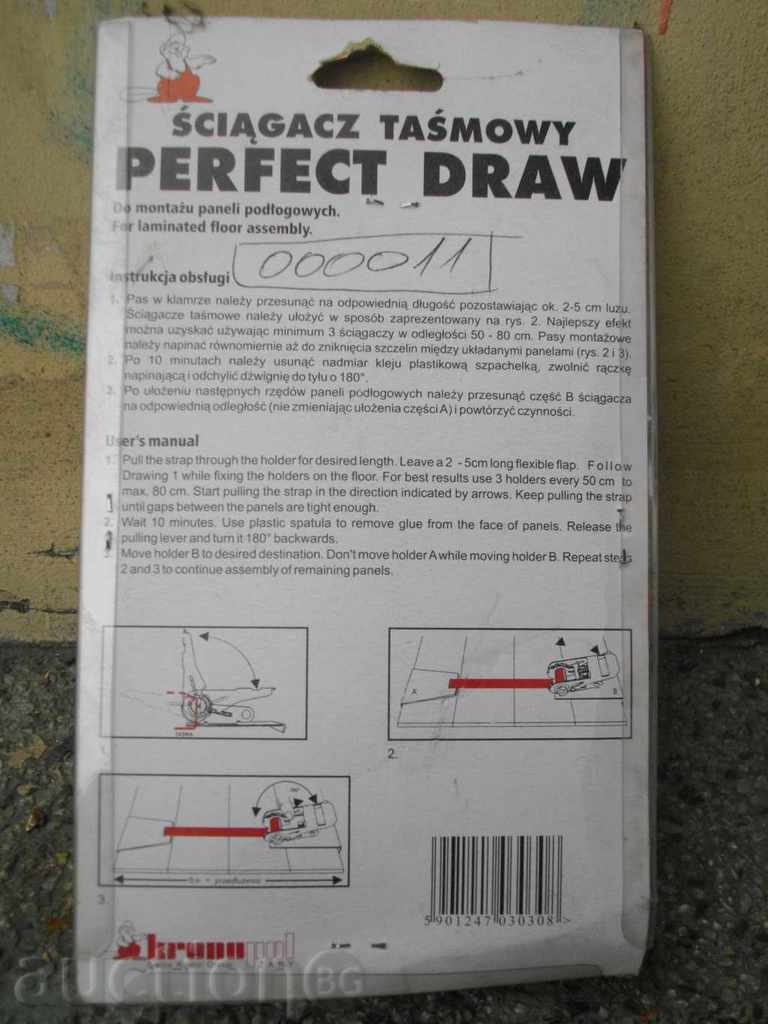 ŚCIĄGACZ TAŚMOWY
PERFECT DRAW
Do montażu paneli podłogowych.
For laminated floor assembly.
Instrukcja obsługi 0000011
1. Pas w klamrze należy przesunąć na odpowiednią długość pozostawiając ok. 2-5 cm luzu.
Ściągacze taśmowe należy ułożyć w sposób zaprezentowany na rys. 2. Najlepszy efekt
można uzyskać używając minimum 3 ściągaczy w odległości 50 - 80 cm. Pasy montażowe
należy napinać równomiernie aż do zniknięcia szczelin między układanymi panelami (rys. 2 i 3).
2. Po 10 minutach należy usunąć nadmiar kleju plastikową szpachelką, zwolnić rączkę
napinającą i odchylić dźwignię do tyłu o 180°.
3. Po ułożeniu następnych rzędów paneli podłogowych należy przesunąć część B ściągacza
na odpowiednią odległość (nie zmieniając ułożenia części A) i powtórzyć czynności.
User's manual
1. Pull the strap through the holder for desired length. Leave a 2 - 5cm long flexible flap. Follow
Drawing 1 while fixing the holders on the floor. For best results use 3 holders every 50 cm to
max. 80 cm. Start pulling the strap in the direction indicated by arrows. Keep pulling the strap
until gaps between the panels are tight enough.
2. Wait 10 minutes. Use plastic spatula to remove glue from the face of panels. Release the
pulling lever and turn it 180° backwards.
3. Move holder B to desired destination. Don't move holder A while moving holder B. Repeat steps
2 and 3 to continue assembly of remaining panels.
A B
2.
3.
5 901247 030308 >
kronopol
ŻARY
auction BG